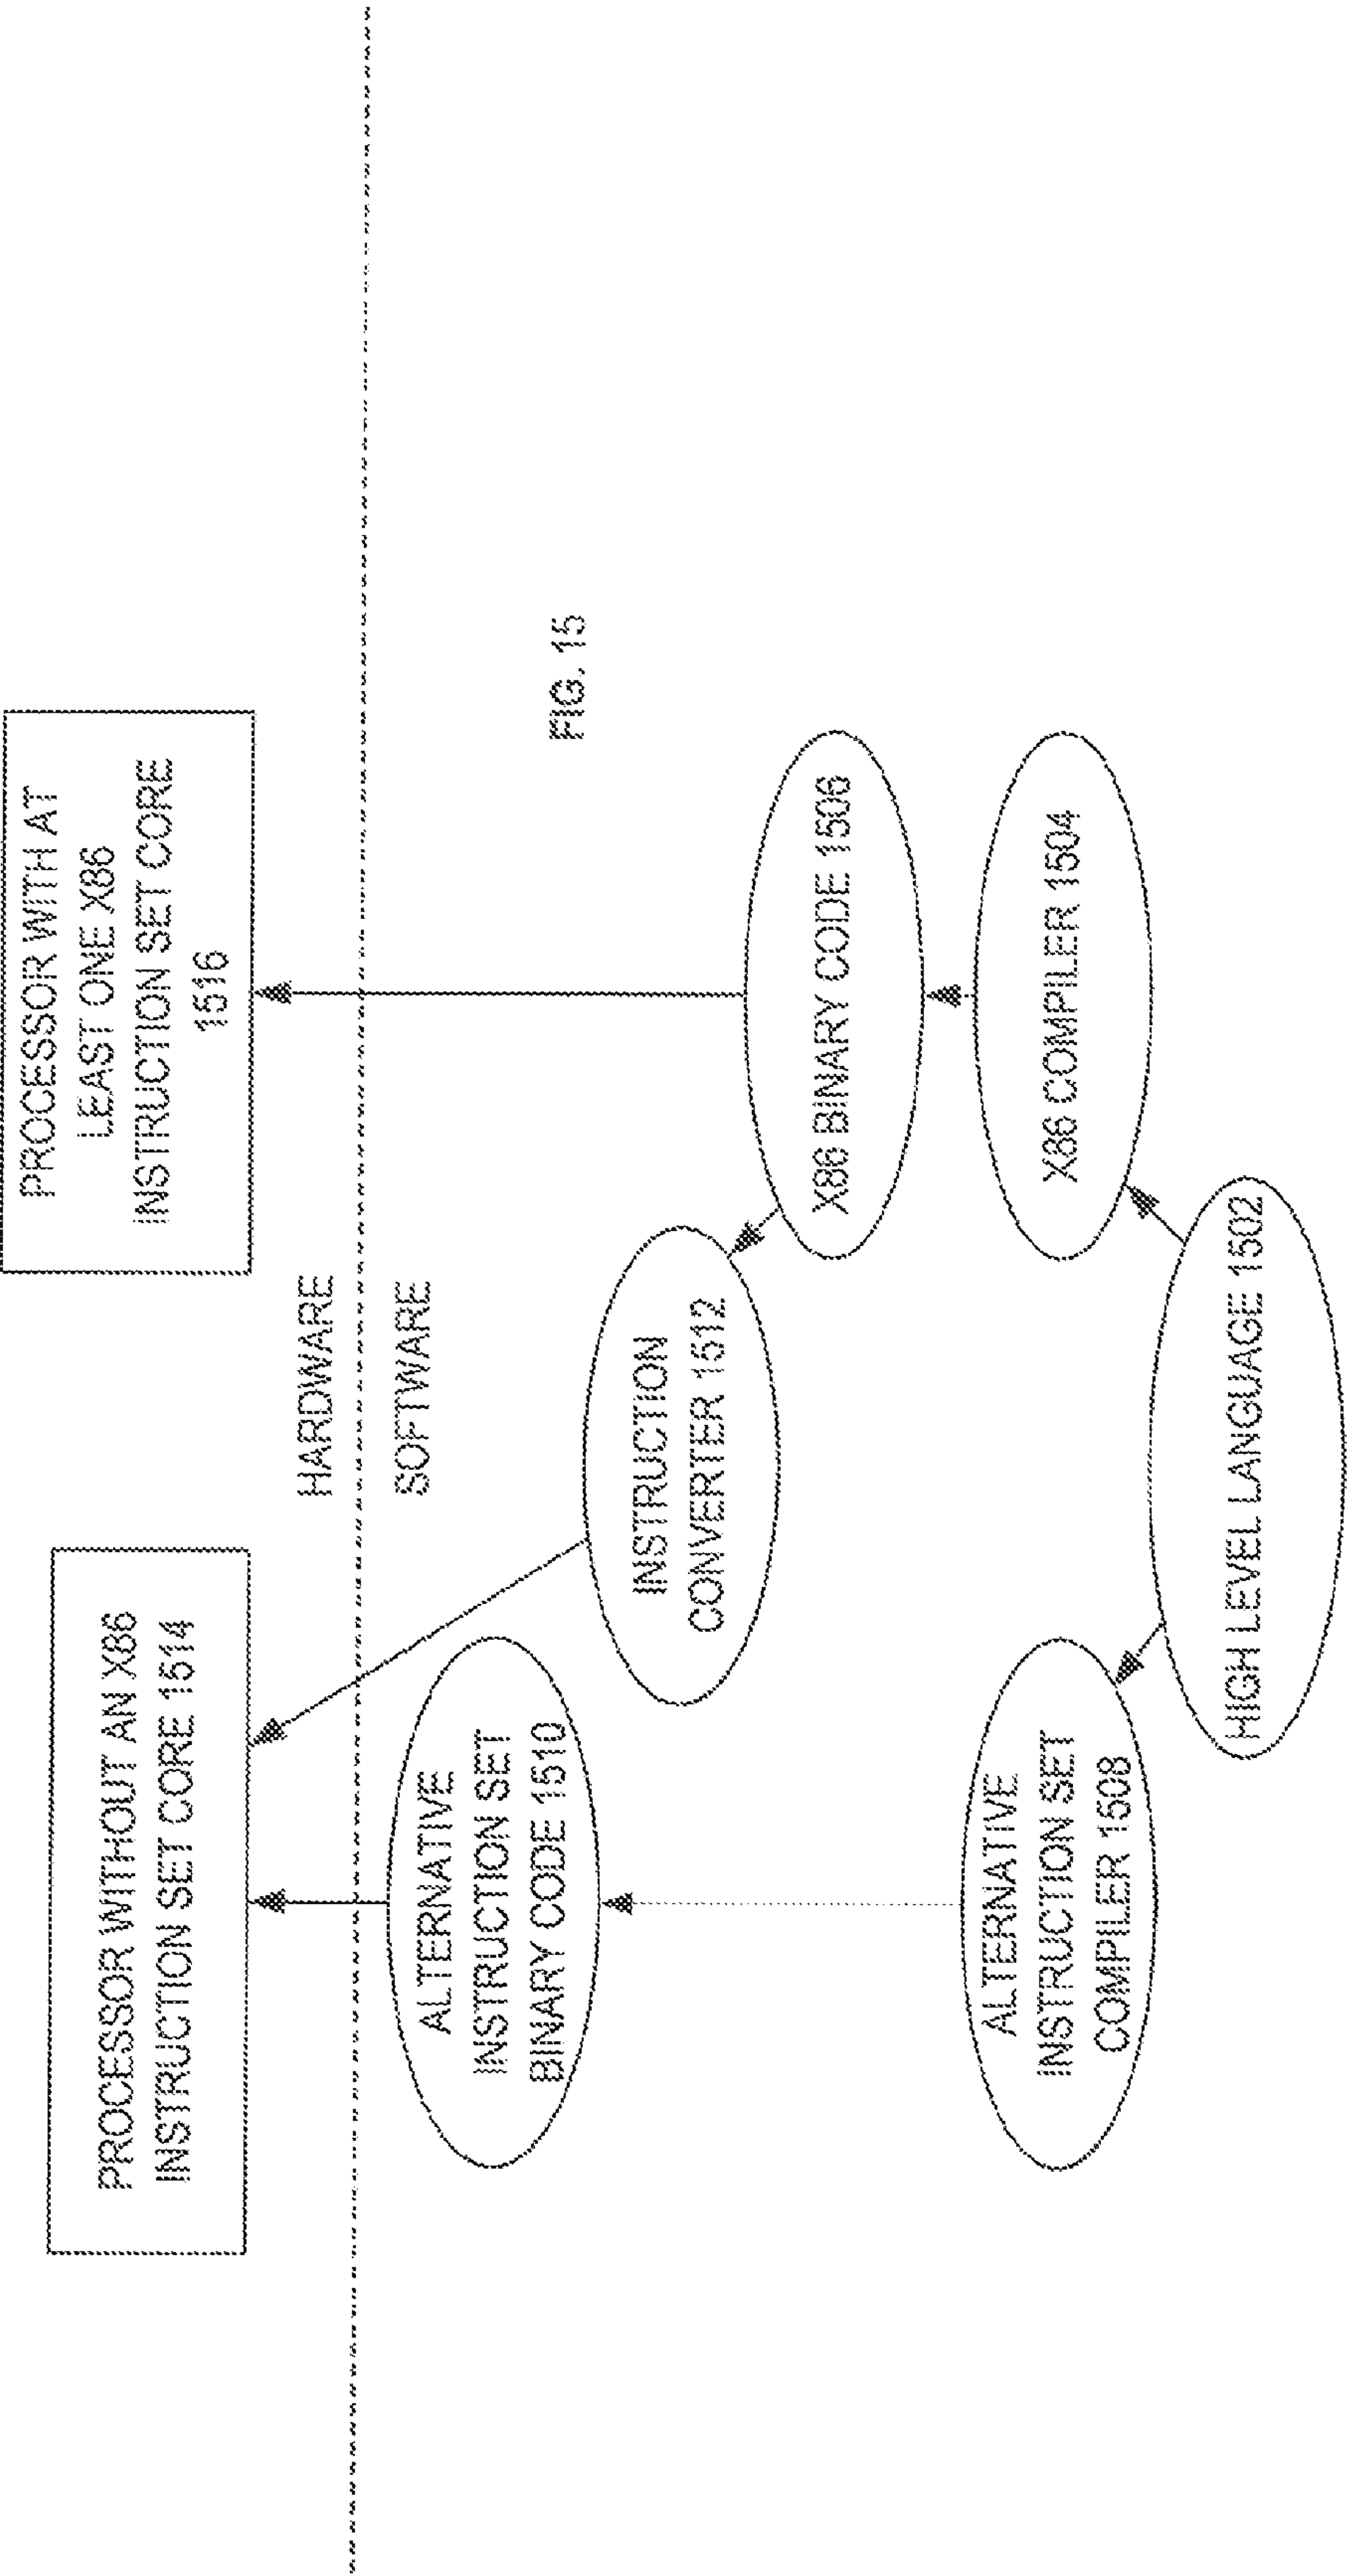 PROCESSOR WITHOUT AN X86
INSTRUCTION SET CORE 1514
PROCESSOR WITH AT
LEAST ONE X86
INSTRUCTION SET CORE
1516
HARDWARE
SOFTWARE
ALTERNATIVE
INSTRUCTION SET
BINARY CODE 1510
INSTRUCTION
CONVERTER 1512
FIG. 15
X86 BINARY CODE 1506
ALTERNATIVE
INSTRUCTION SET
COMPILER 1508
X86 COMPILER 1504
HIGH LEVEL LANGUAGE 1502